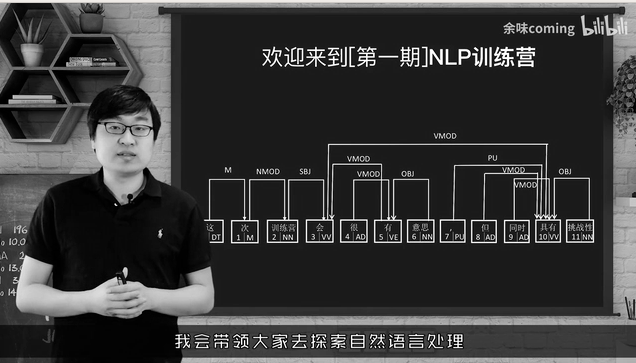 余味coming bilibili
欢迎来到[第一期]NLP训练营
VMOD
M NMOD SBJ VMOD VMOD OBJ PU VMOD VMOD OBJ
这 次 训练营 会 很 有 意思 , 但 同时 具有 挑战性
DT 1 M 2 NN 3 VV 4 AD 5 VE 6 NN 7 PU 8 AD 9 AD 10 VV 11 NN
我会带领大家去探索自然语言处理